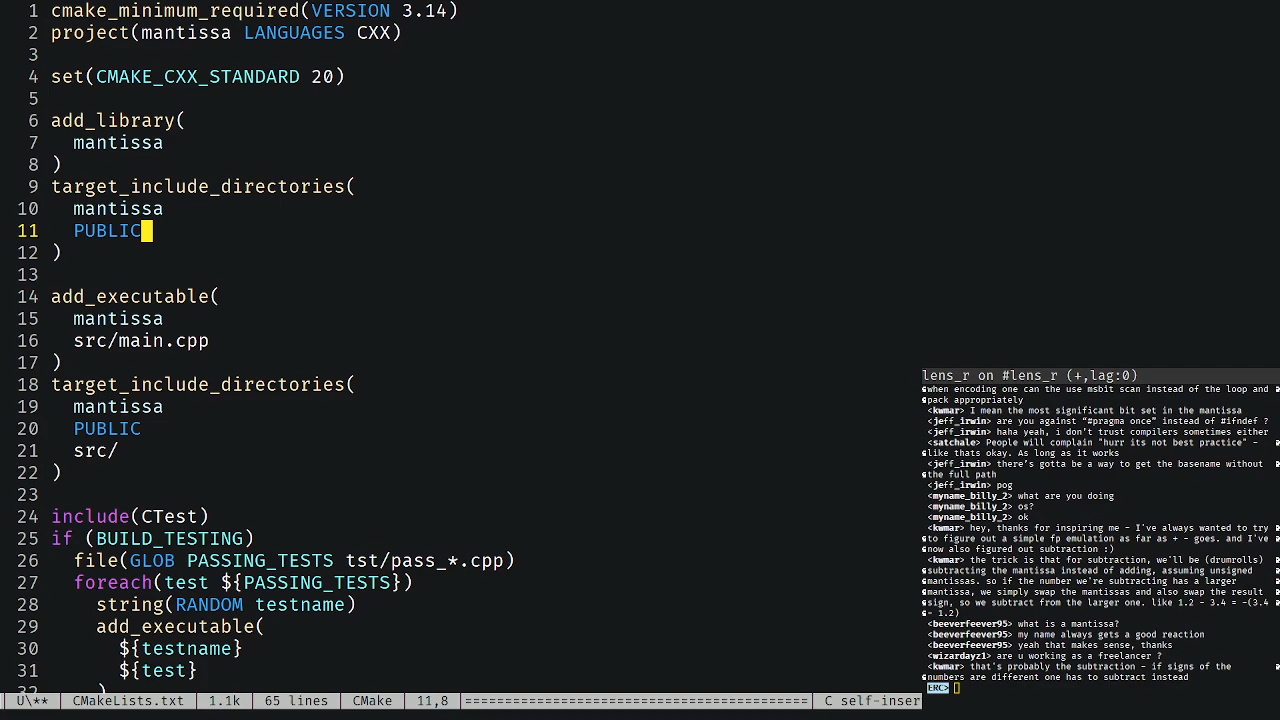 1 cmake_minimum_required(VERSION 3.14)
2 project(mantissa LANGUAGES CXX)
3
4 set(CMAKE_CXX_STANDARD 20)
5
6 add_library(
7 mantissa
8 )
9 target_include_directories(
10 mantissa
11 PUBLIC
12 )
13
14 add_executable(
15 mantissa
16 src/main.cpp
17 )
18 target_include_directories(
19 mantissa
20 PUBLIC
21 src/
22 )
23
24 include(CTest)
25 if (BUILD_TESTING)
26 file(GLOB PASSING_TESTS tst/pass_*.cpp)
27 foreach(test ${PASSING_TESTS})
28 string(RANDOM testname)
29 add_executable(
30 ${testname}
31 ${test}
32 )
U\** CMakeLists.txt 1.1k 65 lines CMake 11,8 C self-inser
lens_r on #lens_r (+,lag:0)
when encoding one can the use msbit scan instead of the loop and
pack appropriately
<kwmar> I mean the most significant bit set in the mantissa
<jeff_irwin> are you against "#pragma once" instead of #ifndef ?
<jeff_irwin> haha yeah, i don't trust compilers sometimes either
<satchale> People will complain "hurr its not best practice" -
like thats okay. As long as it works
<jeff_irwin> there's gotta be a way to get the basename without
the full path
<jeff_irwin> pog
<myname_billy_2> what are you doing
<myname_billy_2> os?
<myname_billy_2> ok
<kwmar> hey, thanks for inspiring me - I've always wanted to try
to figure out a simple fp emulation as far as + - goes. and I've
now also figured out subtraction :)
<kwmar> the trick is that for subtraction, we'll be (drumrolls)
subtracting the mantissa instead of adding, assuming unsigned
mantissas. so if the number we're subtracting has a larger
mantissa, we simply swap the mantissas and also swap the result
sign, so we subtract from the larger one. like 1.2 - 3.4 = -(3.4
- 1.2)
<beeverfeever95> what is a mantissa?
<beeverfeever95> my name always gets a good reaction
<beeverfeever95> yeah that makes sense, thanks
<wizardayz1> are u working as a freelancer ?
<kwmar> that's probably the subtraction - if signs of the
numbers are different one has to subtract instead
ERC>